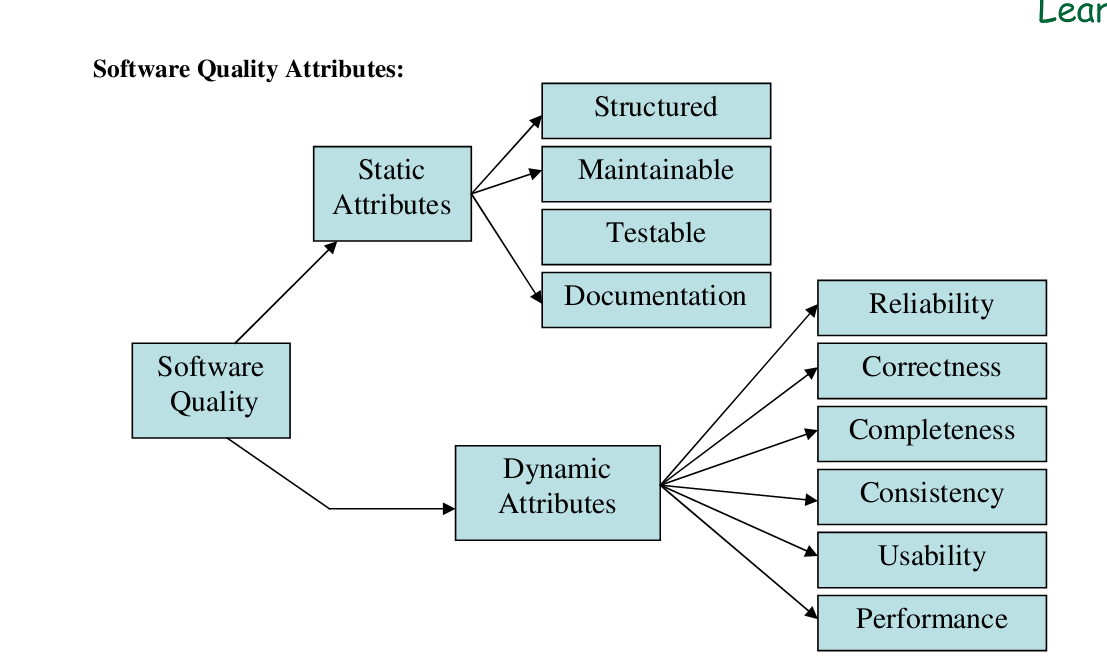 Software Quality Attributes:
Structured
Static
Attributes
Maintainable
Testable
Documentation
Software
Quality
Dynamic
Attributes
Reliability
Correctness
Completeness
Consistency
Usability
Performance